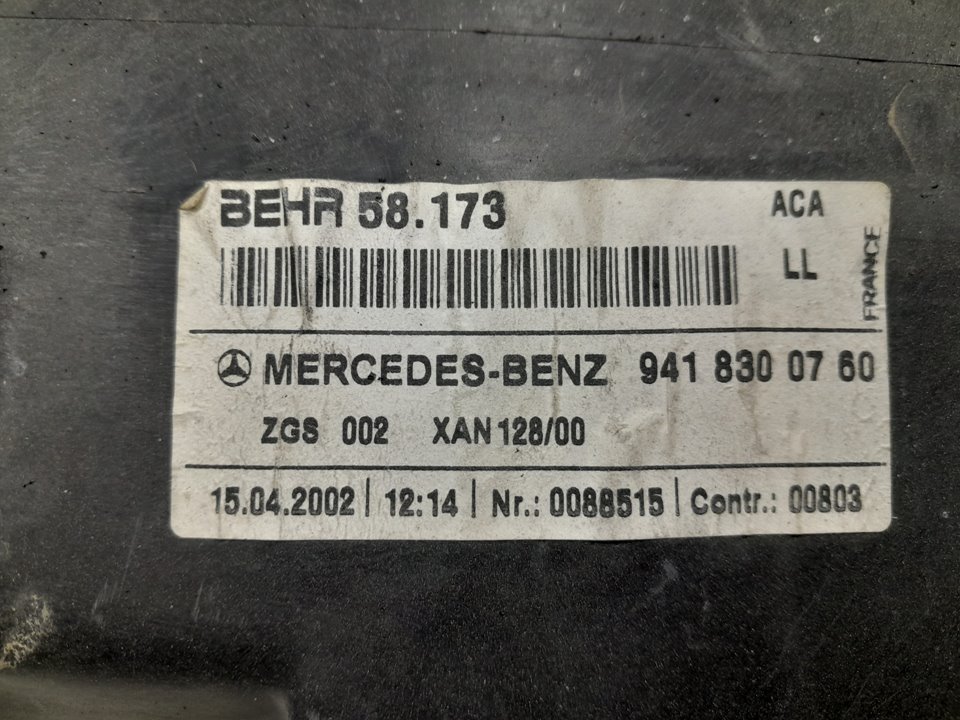 BEHR 58.173 ACA
LL
FRANCE
MERCEDES-BENZ 941 830 07 60
ZGS 002 XAN 128/00
15.04.2002 | 12:14 | Nr.: 0088515 | Contr.: 00803